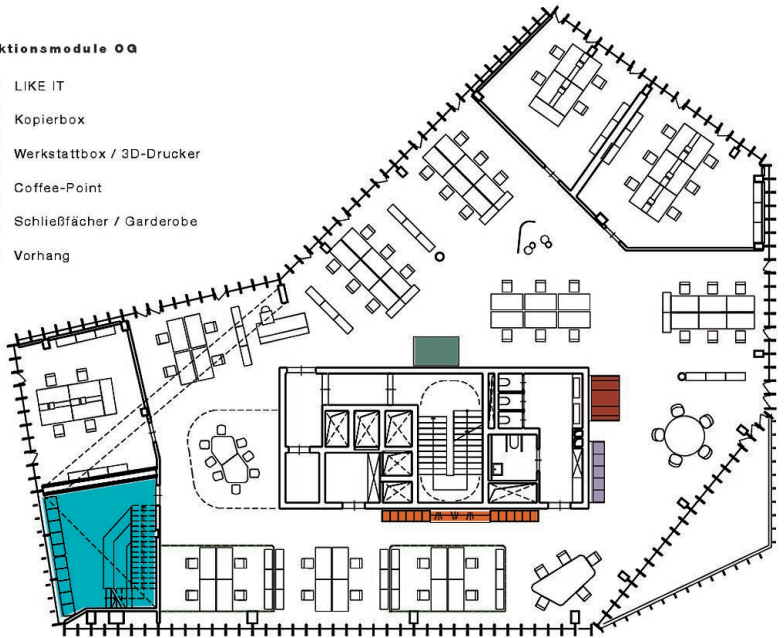 ktionsmodule OG
LIKE IT
Kopierbox
Werkstattbox / 3D-Drucker
Coffee-Point
Schließfächer / Garderobe
Vorhang